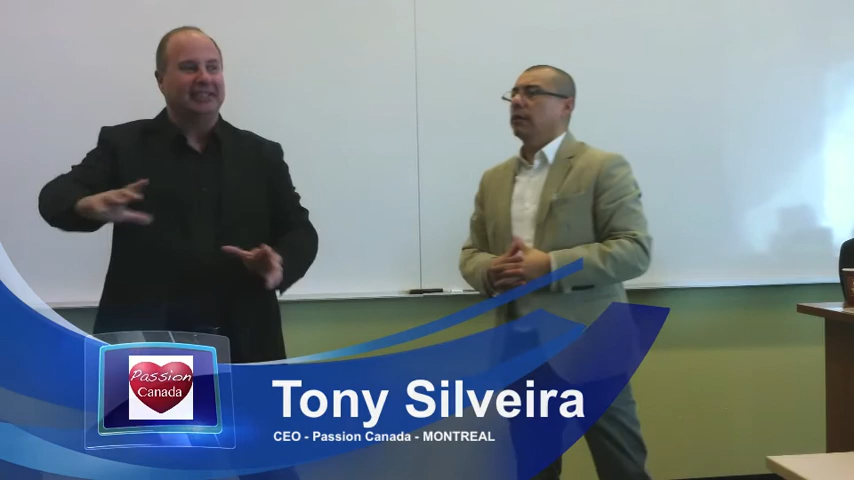 Passion
Canada
Tony Silveira
CEO - Passion Canada - MONTREAL